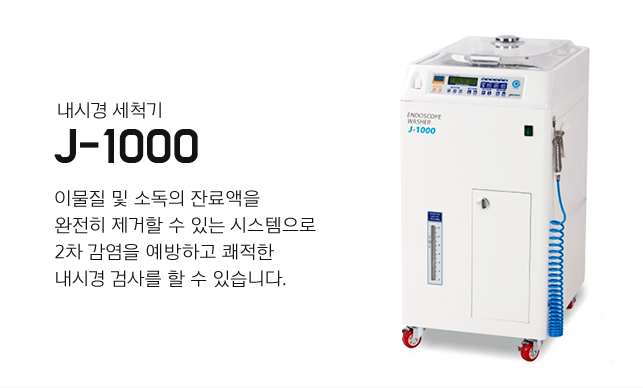 내시경 세척기
J-1000
이물질 및 소독의 잔료액을
완전히 제거할 수 있는 시스템으로
2차 감염을 예방하고 쾌적한
내시경 검사를 할 수 있습니다.
ENDOSCOPE
WASHER
J-1000